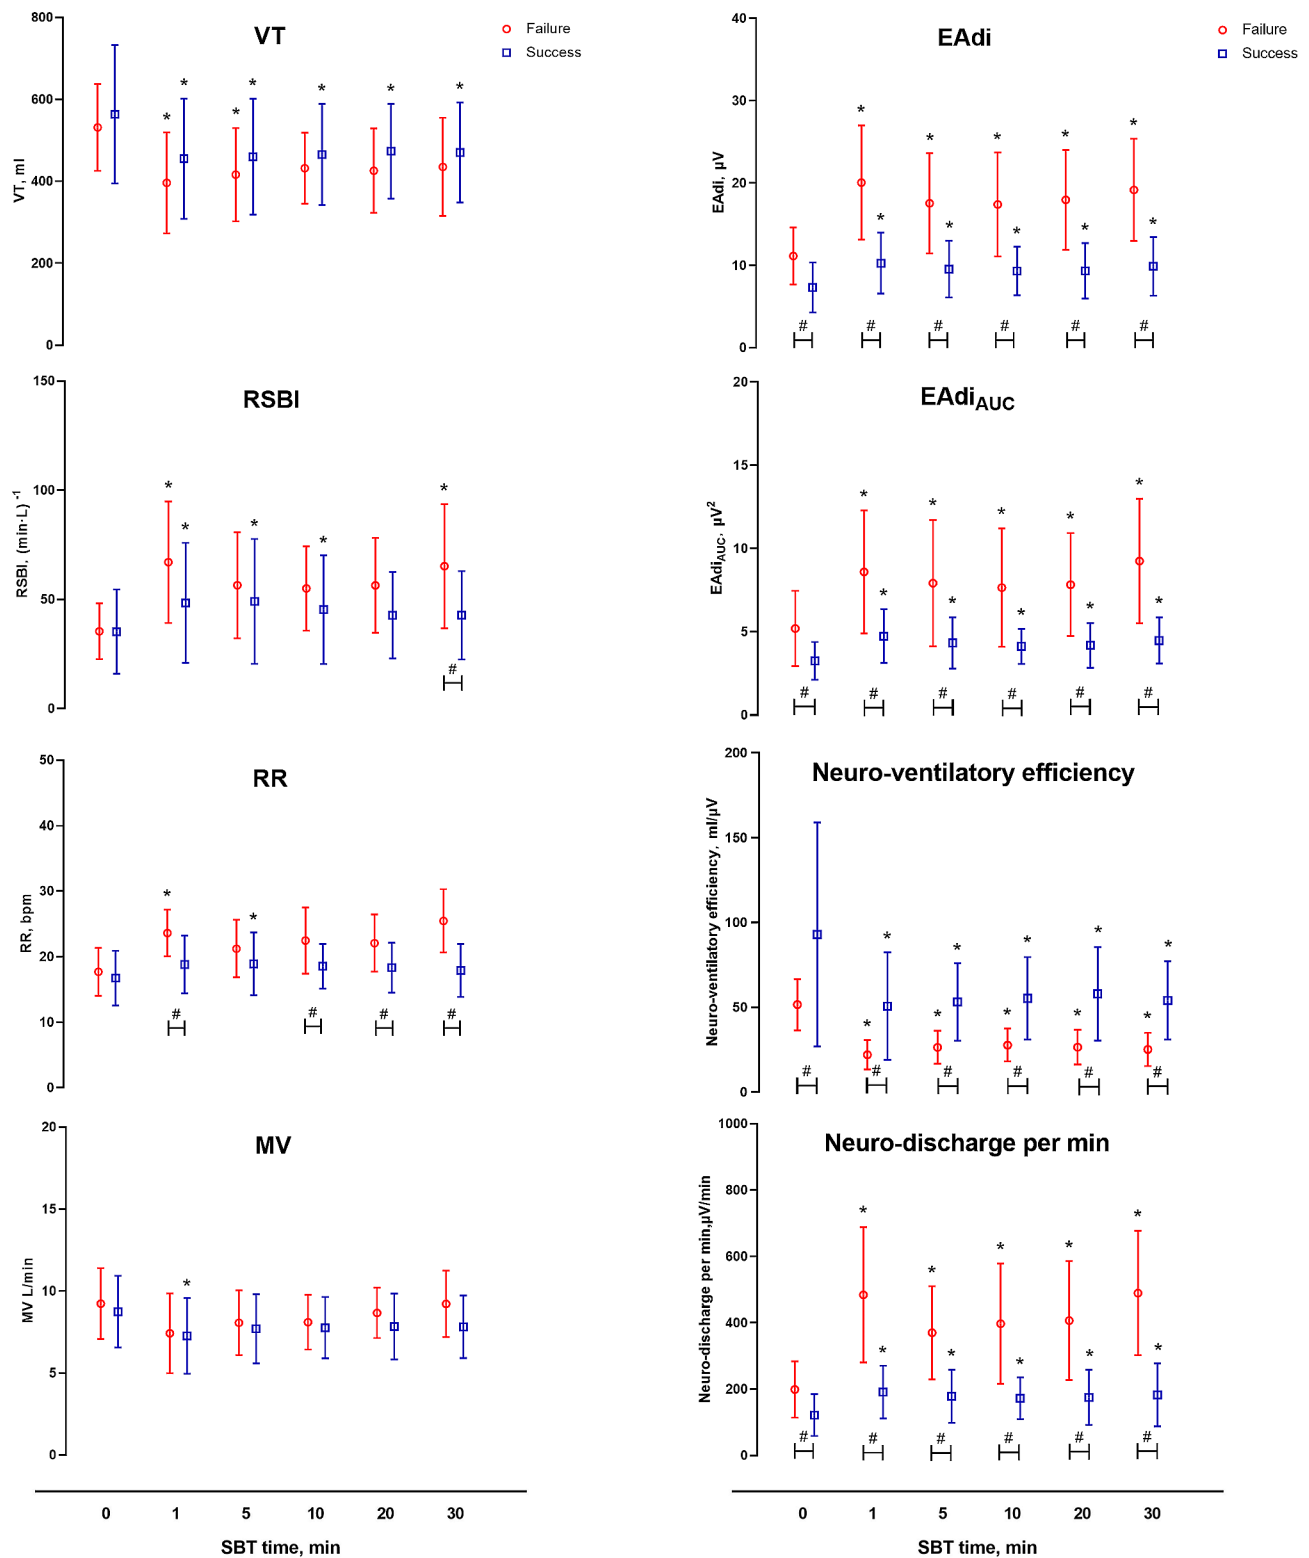 VT
Failure
Success
800
600
400
200
0
VT, ml
* * * * * * *
EAdi
Failure
Success
40
30
20
10
0
EAdi, µV
* * * * *
* * * * *
# # # # # #
RSBI
150
100
50
0
RSBI, (min·L) -1
* * * * *
#
EAdiAUC
20
15
10
5
0
EAdiAUC, µV2
* * * * *
* * * * *
# # # # # #
RR
50
40
30
20
10
0
RR, bpm
* *
# # # #
Neuro-ventilatory efficiency
200
150
100
50
0
Neuro-ventilatory efficiency, ml/µV
* * * * *
* * * * *
# # # # # #
MV
20
15
10
5
0
MV L/min
*
Neuro-discharge per min
1000
800
600
400
200
0
Neuro-discharge per min,µV/min
* * * * *
* * * * *
# # # # # #
0 1 5 10 20 30
SBT time, min
0 1 5 10 20 30
SBT time, min